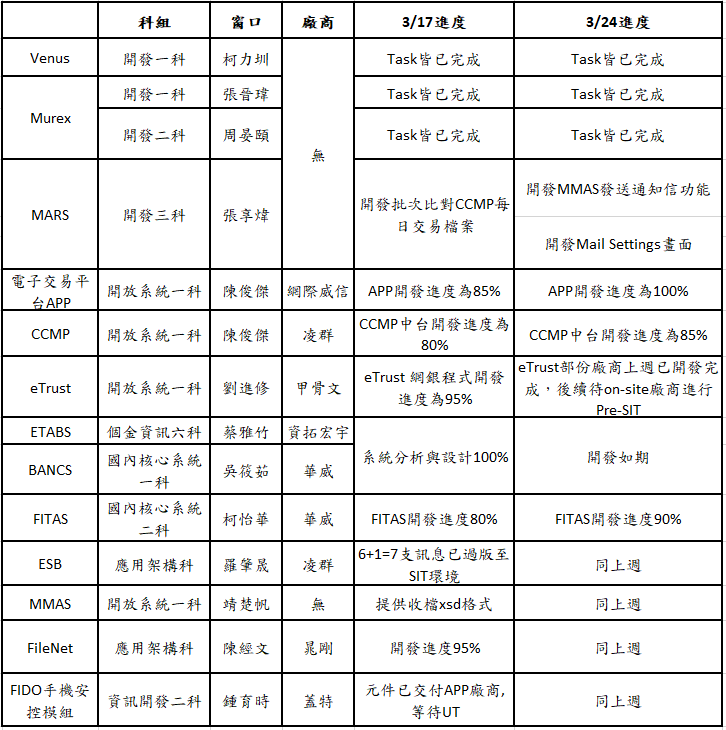 科組 窗口 廠商 3/17進度 3/24進度
Venus 開發一科 柯力圳 Task皆已完成 Task皆已完成
Murex
開發一科 張晉瑋 Task皆已完成 Task皆已完成
開發二科 周晏頤 Task皆已完成 Task皆已完成
無
MARS 開發三科 張享煒
開發批次比對CCMP每
日交易檔案
開發MMAS發送通知信功能
開發Mail Settings畫面
電子交易平
台APP
開放系統一科 陳俊傑 網際威信 APP開發進度為85% APP開發進度為100%
CCMP 開放系統一科 陳俊傑 凌群
CCMP中台開發進度為
80%
CCMP中台開發進度為85%
eTrust 開放系統一科 劉進修 甲骨文
eTrust 網銀程式開發
進度為95%
eTrust部份廠商上週已開發完
成，後續待on-site廠商進行
Pre-SIT
ETABS 個金資訊六科 蔡雅竹 資拓宏宇
系統分析與設計100% 開發如期
BANCS
國內核心系統
一科
吳筱茹 華威
FITAS
國內核心系統
二科
柯怡華 華威 FITAS開發進度80% FITAS開發進度90%
ESB 應用架構科 羅肇晟 凌群
6+1=7支訊息已過版至
SIT環境
同上週
MMAS 開放系統一科 靖楚帆 無 提供收檔xsd格式 同上週
FileNet 應用架構科 陳經文 晁剛 開發進度95% 同上週
FIDO手機安
控模組
資訊開發二科 鍾育時 蓋特
元件已交付APP廠商,
等待UT
同上週